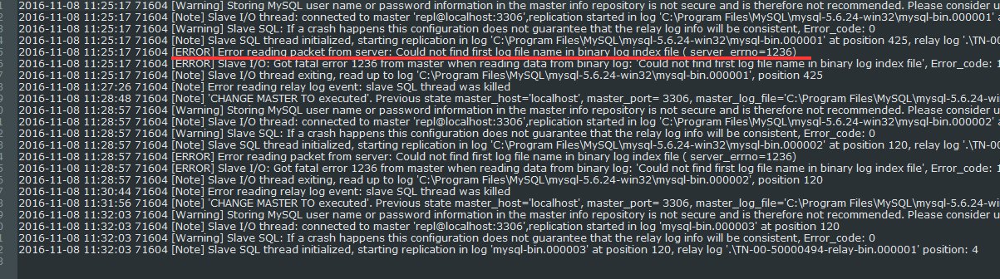 2016-11-08 11:25:17 71604 [Warning] Storing MySQL user name or password information in the master info repository is not secure and is therefore not recommended. Please consider u
2016-11-08 11:25:17 71604 [Note] Slave I/O thread: connected to master 'repl@localhost:3306',replication started in log 'C:\Program Files\MySQL\mysql-5.6.24-win32\mysql-bin.000001'
2016-11-08 11:25:17 71604 [Warning] Slave SQL: If a crash happens this configuration does not guarantee that the relay log info will be consistent, Error_code: 0
2016-11-08 11:25:17 71604 [Note] Slave SQL thread initialized, starting replication in log 'C:\Program Files\MySQL\mysql-5.6.24-win32\mysql-bin.000001' at position 425, relay log '.\TN-0
2016-11-08 11:25:17 71604 [ERROR] Error reading packet from server: Could not find first log file name in binary log index file ( server_errno=1236)
2016-11-08 11:25:17 71604 [ERROR] Slave I/O: Got fatal error 1236 from master when reading data from binary log: 'Could not find first log file name in binary log index file', Error_code: 1
2016-11-08 11:25:17 71604 [Note] Slave I/O thread exiting, read up to log 'C:\Program Files\MySQL\mysql-5.6.24-win32\mysql-bin.000001', position 425
2016-11-08 11:27:26 71604 [Note] Error reading relay log event: slave SQL thread was killed
2016-11-08 11:28:48 71604 [Note] 'CHANGE MASTER TO executed'. Previous state master_host='localhost', master_port= 3306, master_log_file='C:\Program Files\MySQL\mysql-5.6.24-w
2016-11-08 11:28:57 71604 [Warning] Storing MySQL user name or password information in the master info repository is not secure and is therefore not recommended. Please consider u
2016-11-08 11:28:57 71604 [Note] Slave I/O thread: connected to master 'repl@localhost:3306',replication started in log 'C:\Program Files\MySQL\mysql-5.6.24-win32\mysql-bin.000002' a
2016-11-08 11:28:57 71604 [Warning] Slave SQL: If a crash happens this configuration does not guarantee that the relay log info will be consistent, Error_code: 0
2016-11-08 11:28:57 71604 [Note] Slave SQL thread initialized, starting replication in log 'C:\Program Files\MySQL\mysql-5.6.24-win32\mysql-bin.000002' at position 120, relay log '.\TN-00
2016-11-08 11:28:57 71604 [ERROR] Error reading packet from server: Could not find first log file name in binary log index file ( server_errno=1236)
2016-11-08 11:28:57 71604 [ERROR] Slave I/O: Got fatal error 1236 from master when reading data from binary log: 'Could not find first log file name in binary log index file', Error_code: 1
2016-11-08 11:28:57 71604 [Note] Slave I/O thread exiting, read up to log 'C:\Program Files\MySQL\mysql-5.6.24-win32\mysql-bin.000002', position 120
2016-11-08 11:30:44 71604 [Note] Error reading relay log event: slave SQL thread was killed
2016-11-08 11:31:56 71604 [Note] 'CHANGE MASTER TO executed'. Previous state master_host='localhost', master_port= 3306, master_log_file='C:\Program Files\MySQL\mysql-5.6.24-w
2016-11-08 11:32:03 71604 [Warning] Storing MySQL user name or password information in the master info repository is not secure and is therefore not recommended. Please consider u
2016-11-08 11:32:03 71604 [Note] Slave I/O thread: connected to master 'repl@localhost:3306',replication started in log 'mysql-bin.000003' at position 120
2016-11-08 11:32:03 71604 [Warning] Slave SQL: If a crash happens this configuration does not guarantee that the relay log info will be consistent, Error_code: 0
2016-11-08 11:32:03 71604 [Note] Slave SQL thread initialized, starting replication in log 'mysql-bin.000003' at position 120, relay log '.\TN-00-50000494-relay-bin.000001' position: 4